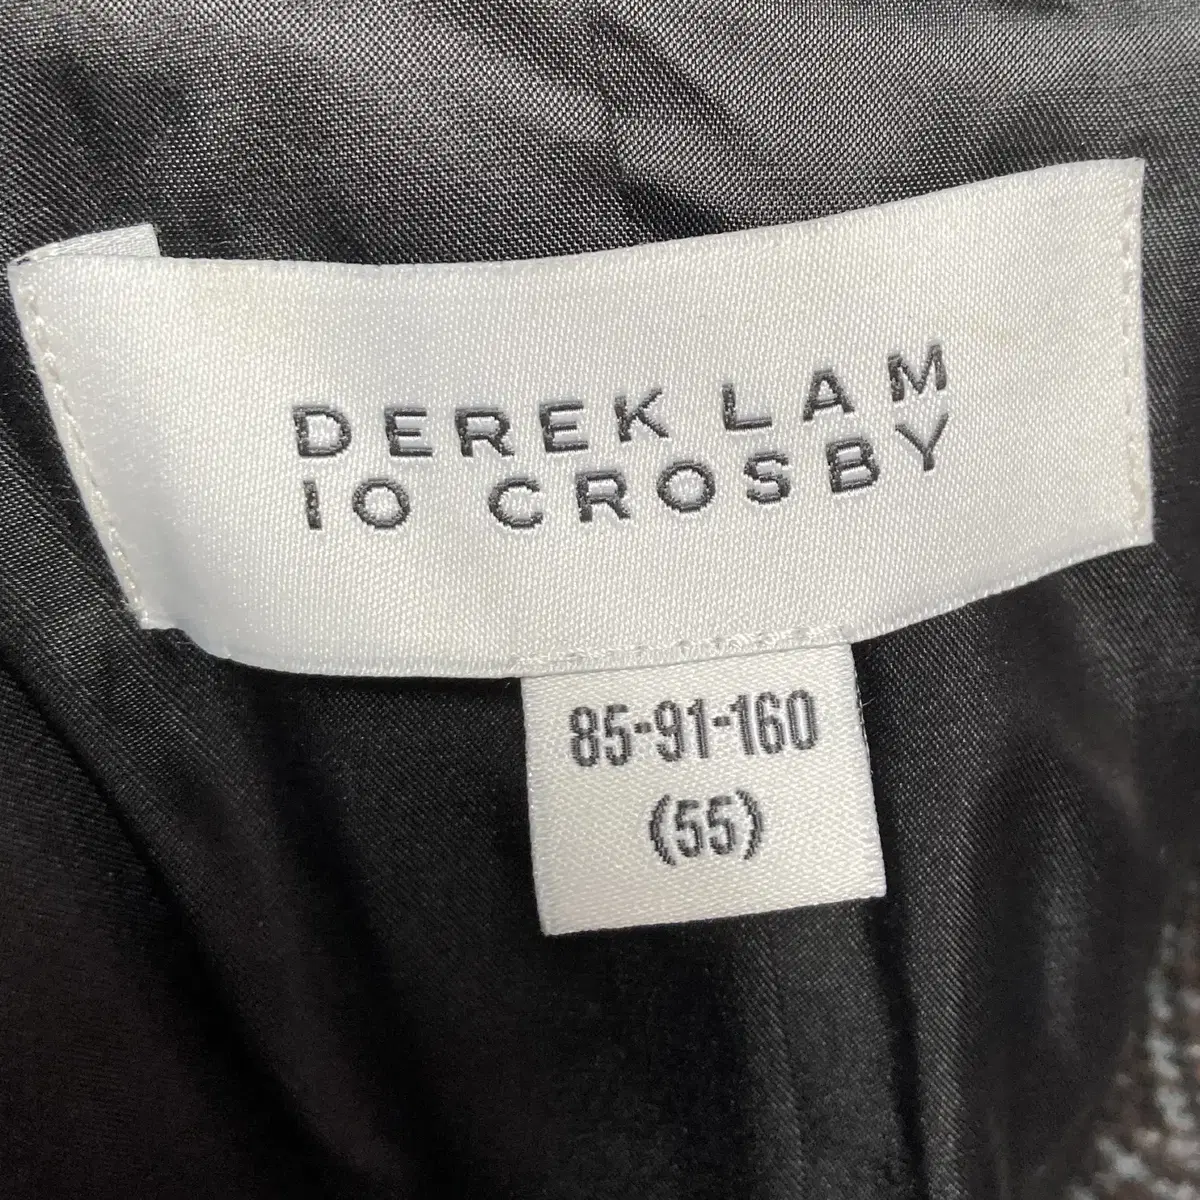 DEREK LAM
10 CROSBY
85-91-160
(55)